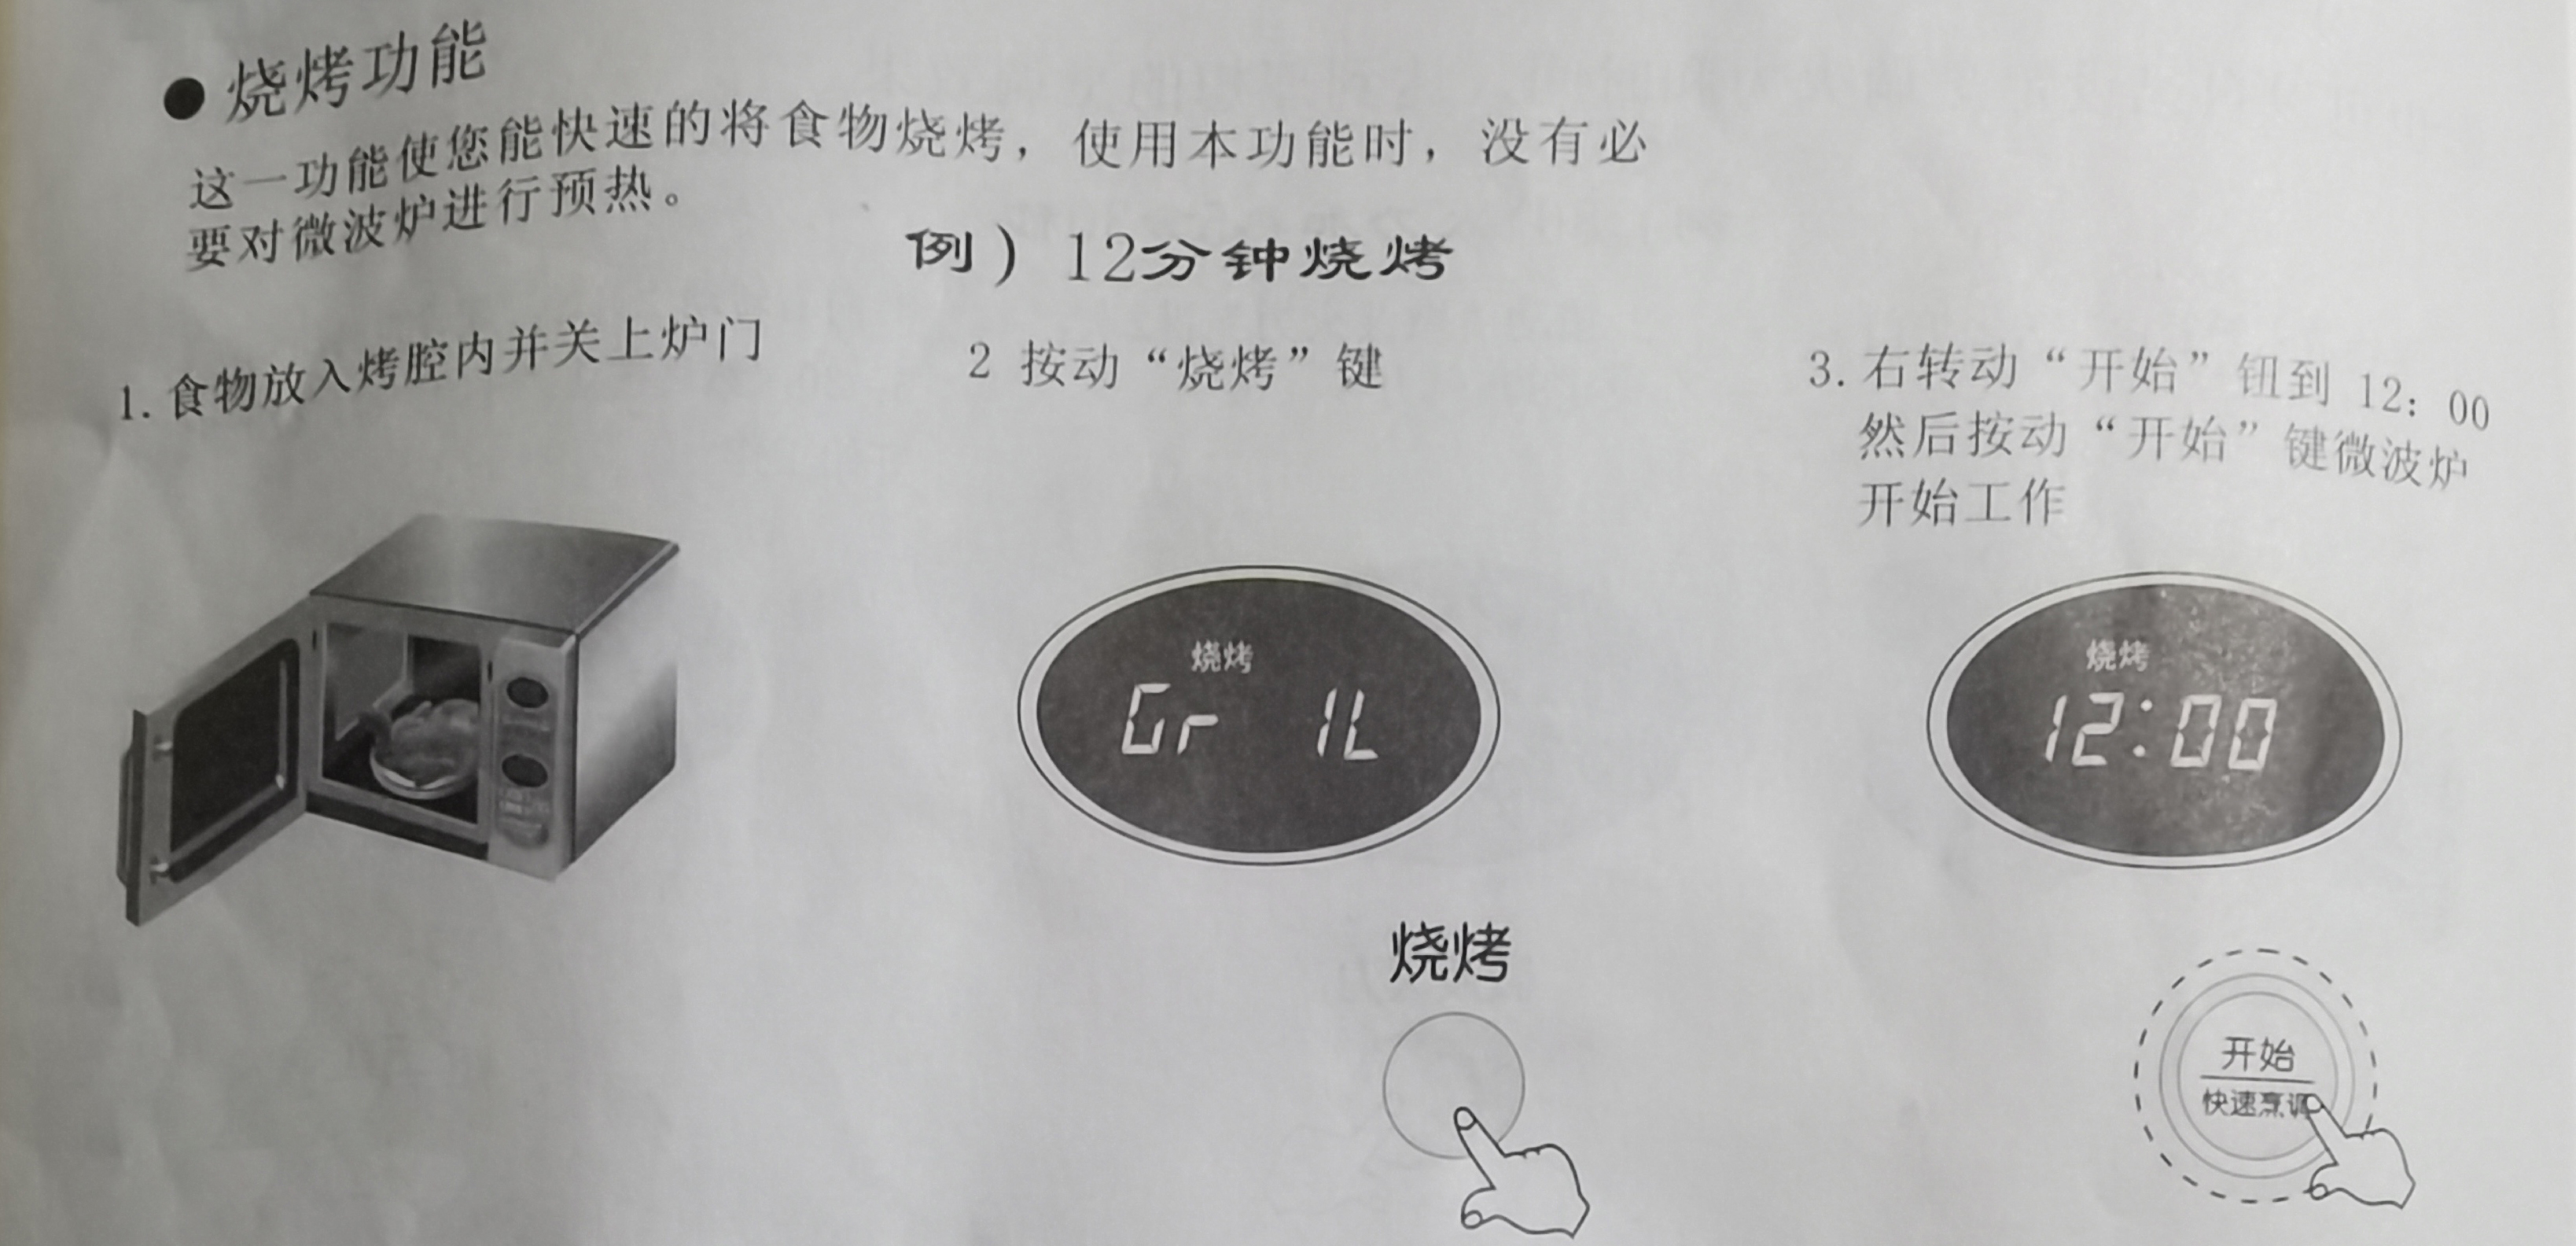 ● 烧烤功能
这一功能使您能快速的将食物烧烤，使用本功能时，没有必
要对微波炉进行预热。
例）12分钟烧烤
1. 食物放入烤腔内并关上炉门
2 按动“烧烤”键
3. 右转动“开始”钮到 12：00
然后按动“开始”键微波炉
开始工作
烧烤
Gr 1L
烧烤
12:00
烧烤
开始
快速烹调